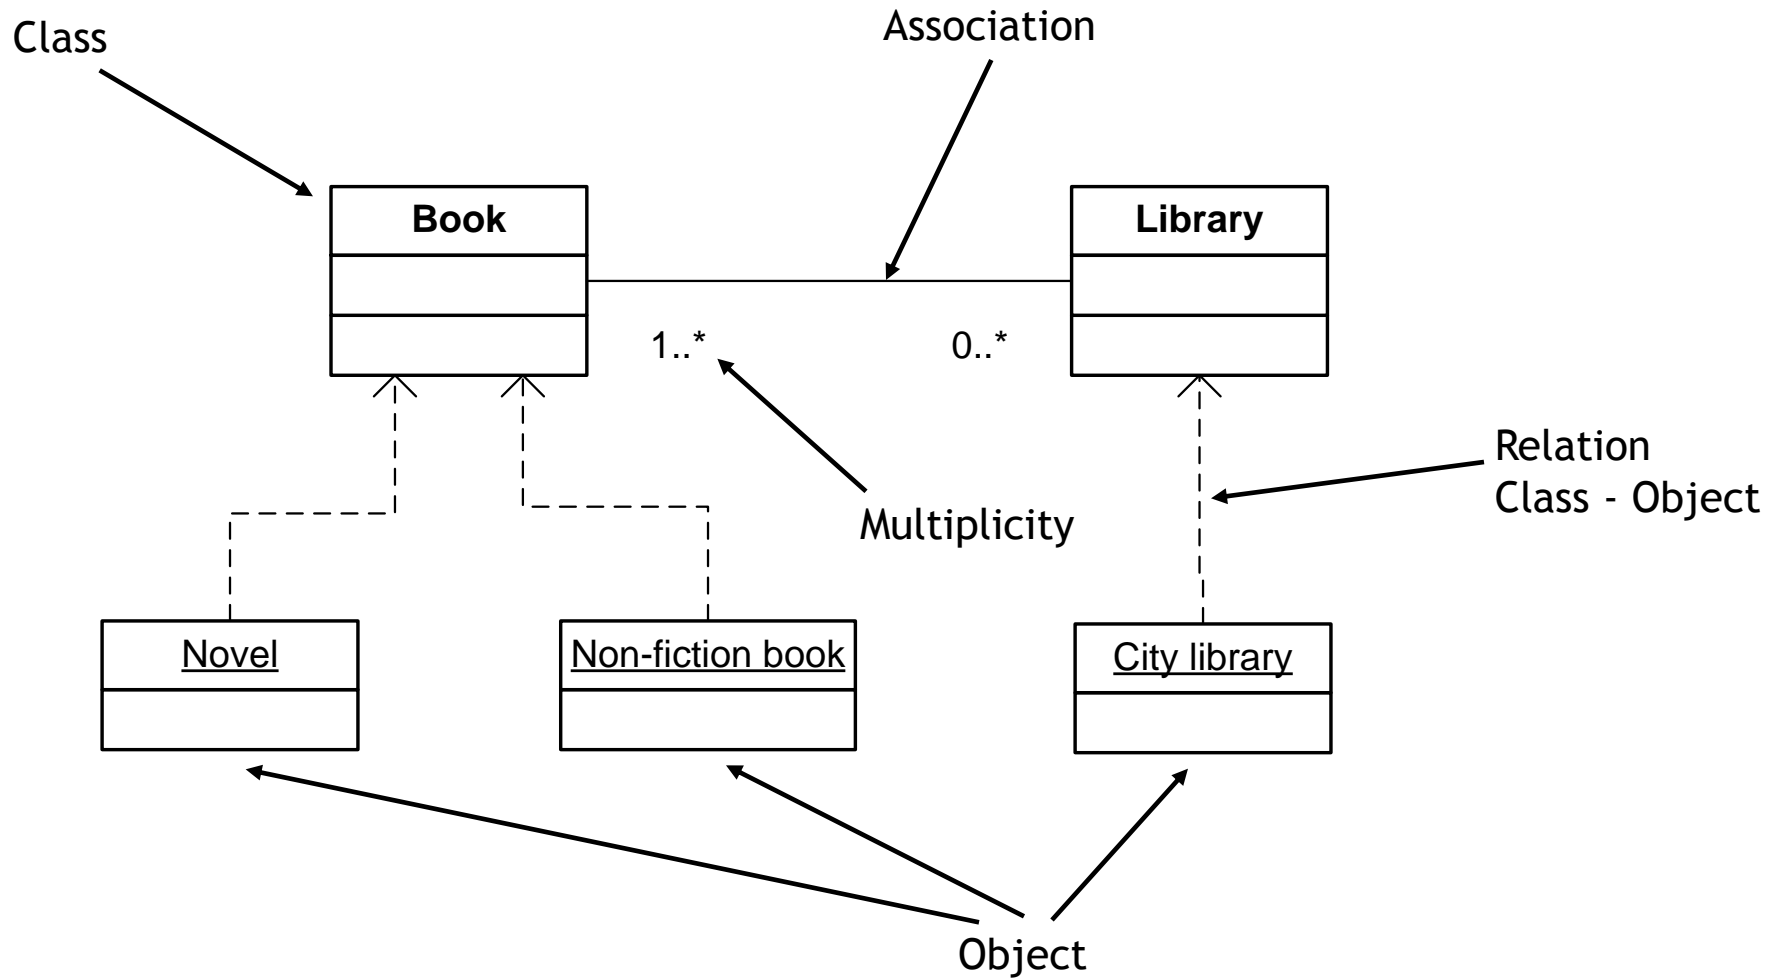 Class
Association
Book
Library
1..*
0..*
Relation
Class - Object
Multiplicity
Novel
Non-fiction book
City library
Object